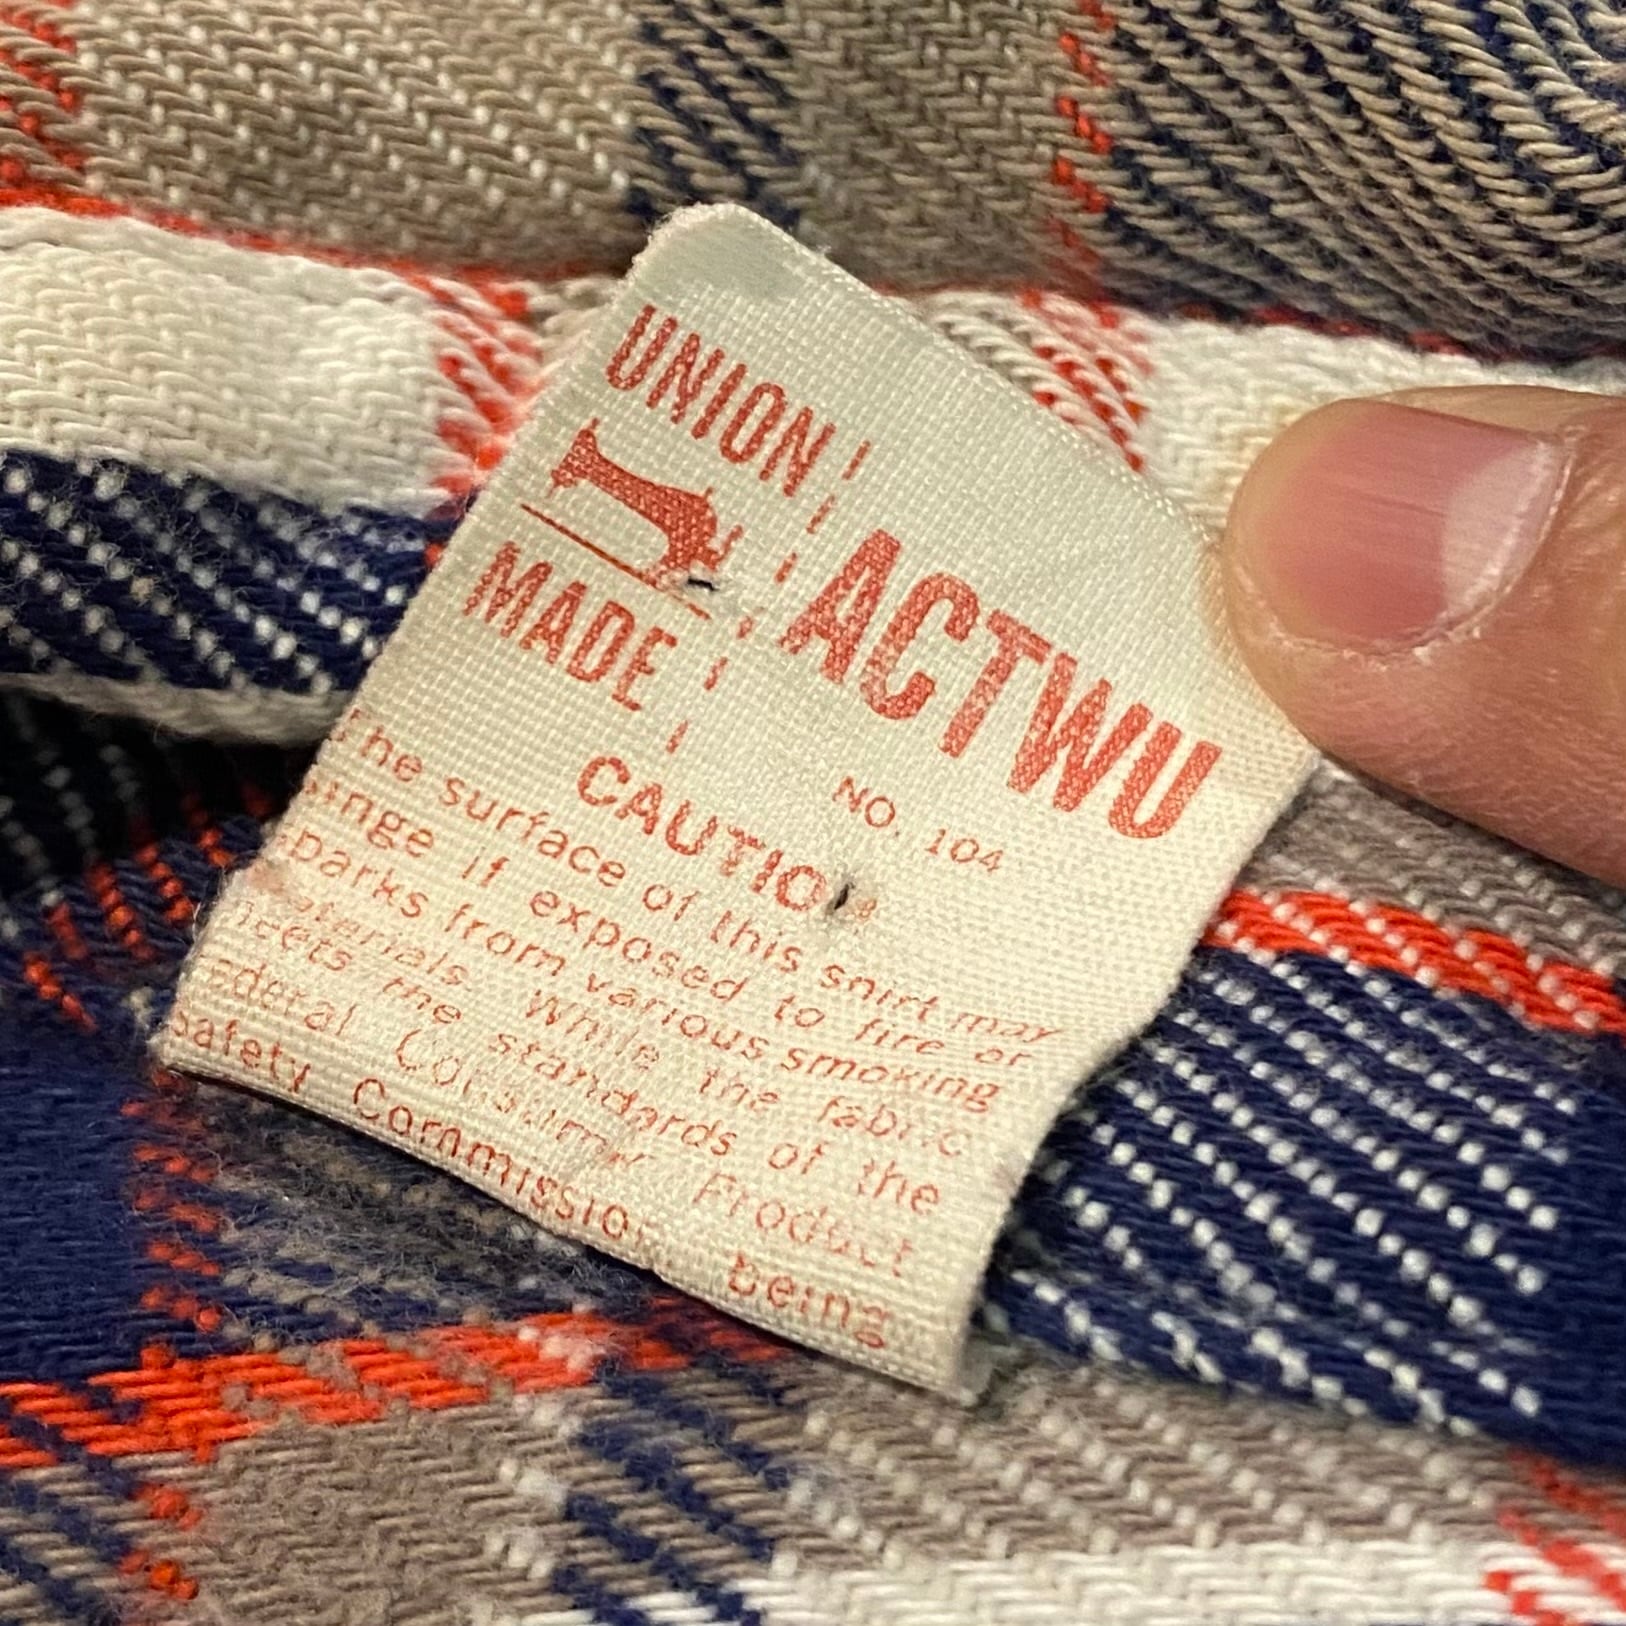 UNION
MADE
ACTWU
NO. 104
CAUTION
The surface of this shirt may
singe if exposed to fire or
sparks from various smoking
materials. While the fabric
meets the standards of the
Federal Consumer Product
Safety Commission being